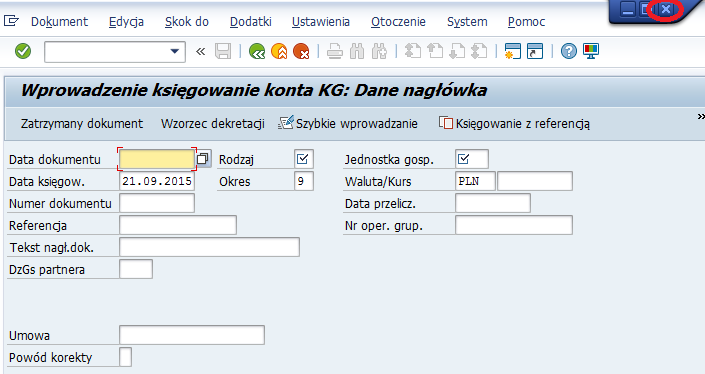 Dokument Edycja Skok do Dodatki Ustawienia Otoczenie System Pomoc
Wprowadzenie księgowanie konta KG: Dane nagłówka
Zatrzymany dokument Wzorzec dekretacji Szybkie wprowadzanie Księgowanie z referencją
Data dokumentu Rodzaj Jednostka gosp.
Data księgow. 21.09.2015 Okres 9 Waluta/Kurs PLN
Numer dokumentu Data przelicz.
Referencja Nr oper. grup.
Tekst nagł.dok.
DzGs partnera
Umowa
Powód korekty